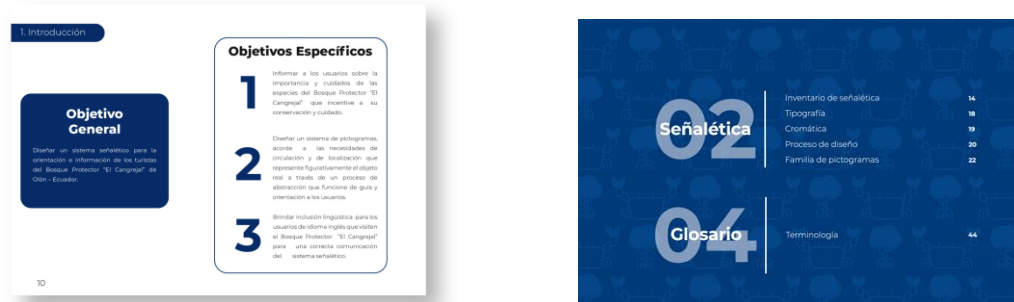 1. Introducción
Objetivo
General
Diseñar un sistema señalético para la
orientación e información de los turistas
del Bosque Protector "El Cangrejal" de
Olón – Ecuador.
Objetivos Específicos
1
Informar a los usuarios sobre la
importancia y cuidados de las
especies del Bosque Protector "El
Cangrejal" que incentive a su
conservación y cuidado.
2
Diseñar un sistema de pictogramas,
acorde a las necesidades de
circulación y de localización que
represente figurativamente el objeto
real a través de un proceso de
abstracción que funcione de guía y
orientación a los usuarios.
3
Brindar inclusión lingüística para los
usuarios de idioma inglés que visiten
el Bosque Protector "El Cangrejal"
para una correcta comunicación
del sistema señalético.
10
02
Señalética
Inventario de señalética 14
Tipografía 18
Cromática 19
Proceso de diseño 20
Familia de pictogramas 22
04
Glosario
Terminología 44